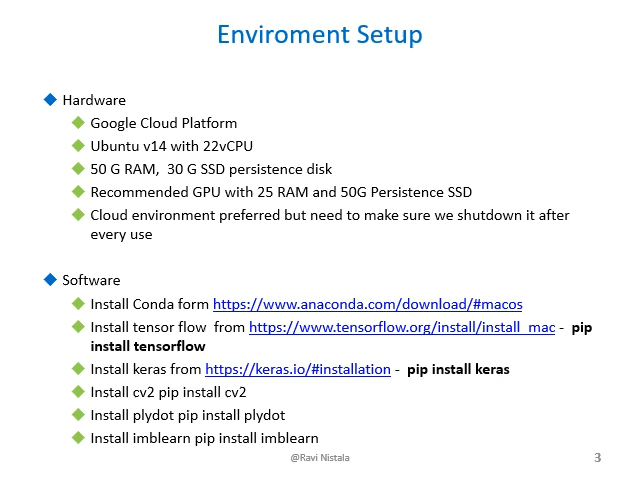 Enviroment Setup
Hardware
Google Cloud Platform
Ubuntu v14 with 22vCPU
50 G RAM, 30 G SSD persistence disk
Recommended GPU with 25 RAM and 50G Persistence SSD
Cloud environment preferred but need to make sure we shutdown it after
every use
Software
Install Conda form https://www.anaconda.com/download/#macos
Install tensor flow from https://www.tensorflow.org/install/install_mac - pip
install tensorflow
Install keras from https://keras.io/#installation - pip install keras
Install cv2 pip install cv2
Install plydot pip install plydot
Install imblearn pip install imblearn
@Ravi Nistala
3